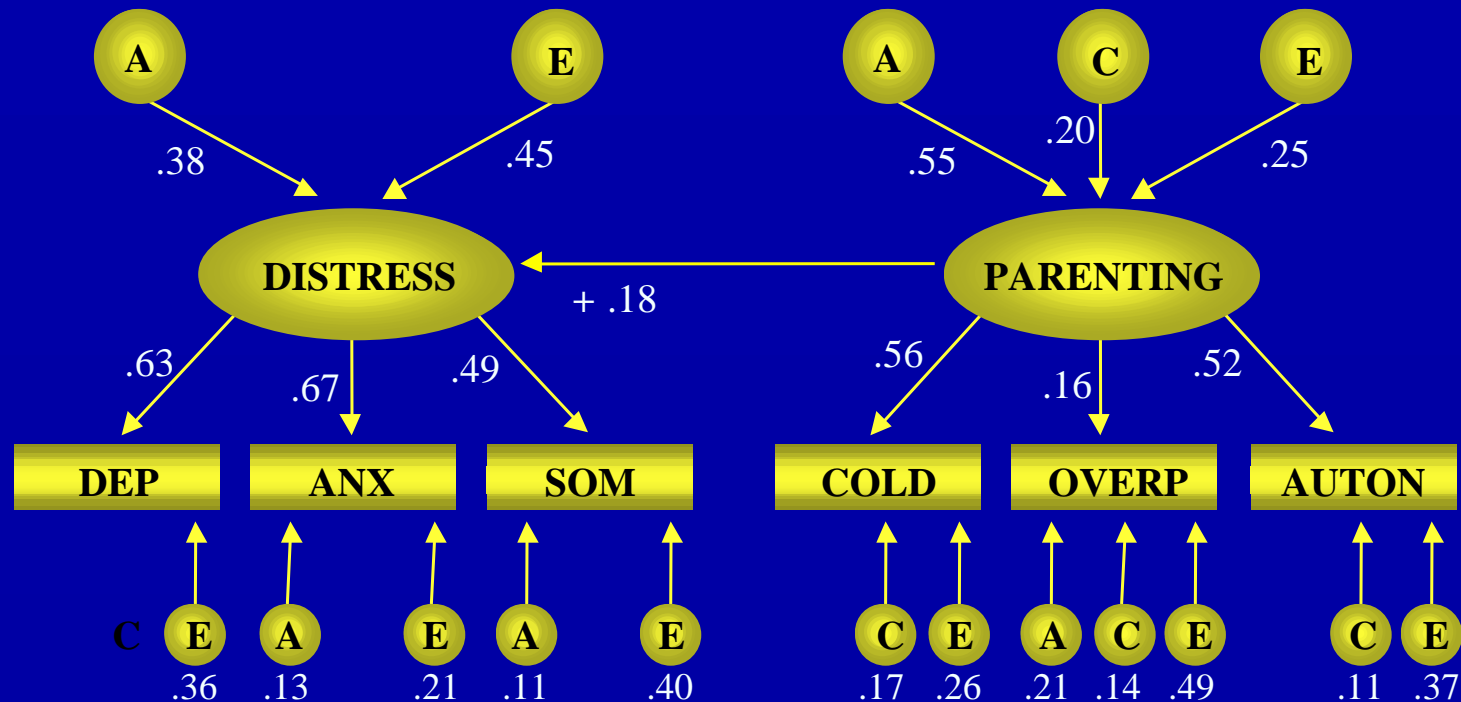 A E A C E
.38 .45 .55 .20 .25
DISTRESS PARENTING
+ .18
.63 .67 .49 .56 .16 .52
DEP ANX SOM COLD OVERP AUTON
C E A E A E C E A C E C E
.36 .13 .21 .11 .40 .17 .26 .21 .14 .49 .11 .37